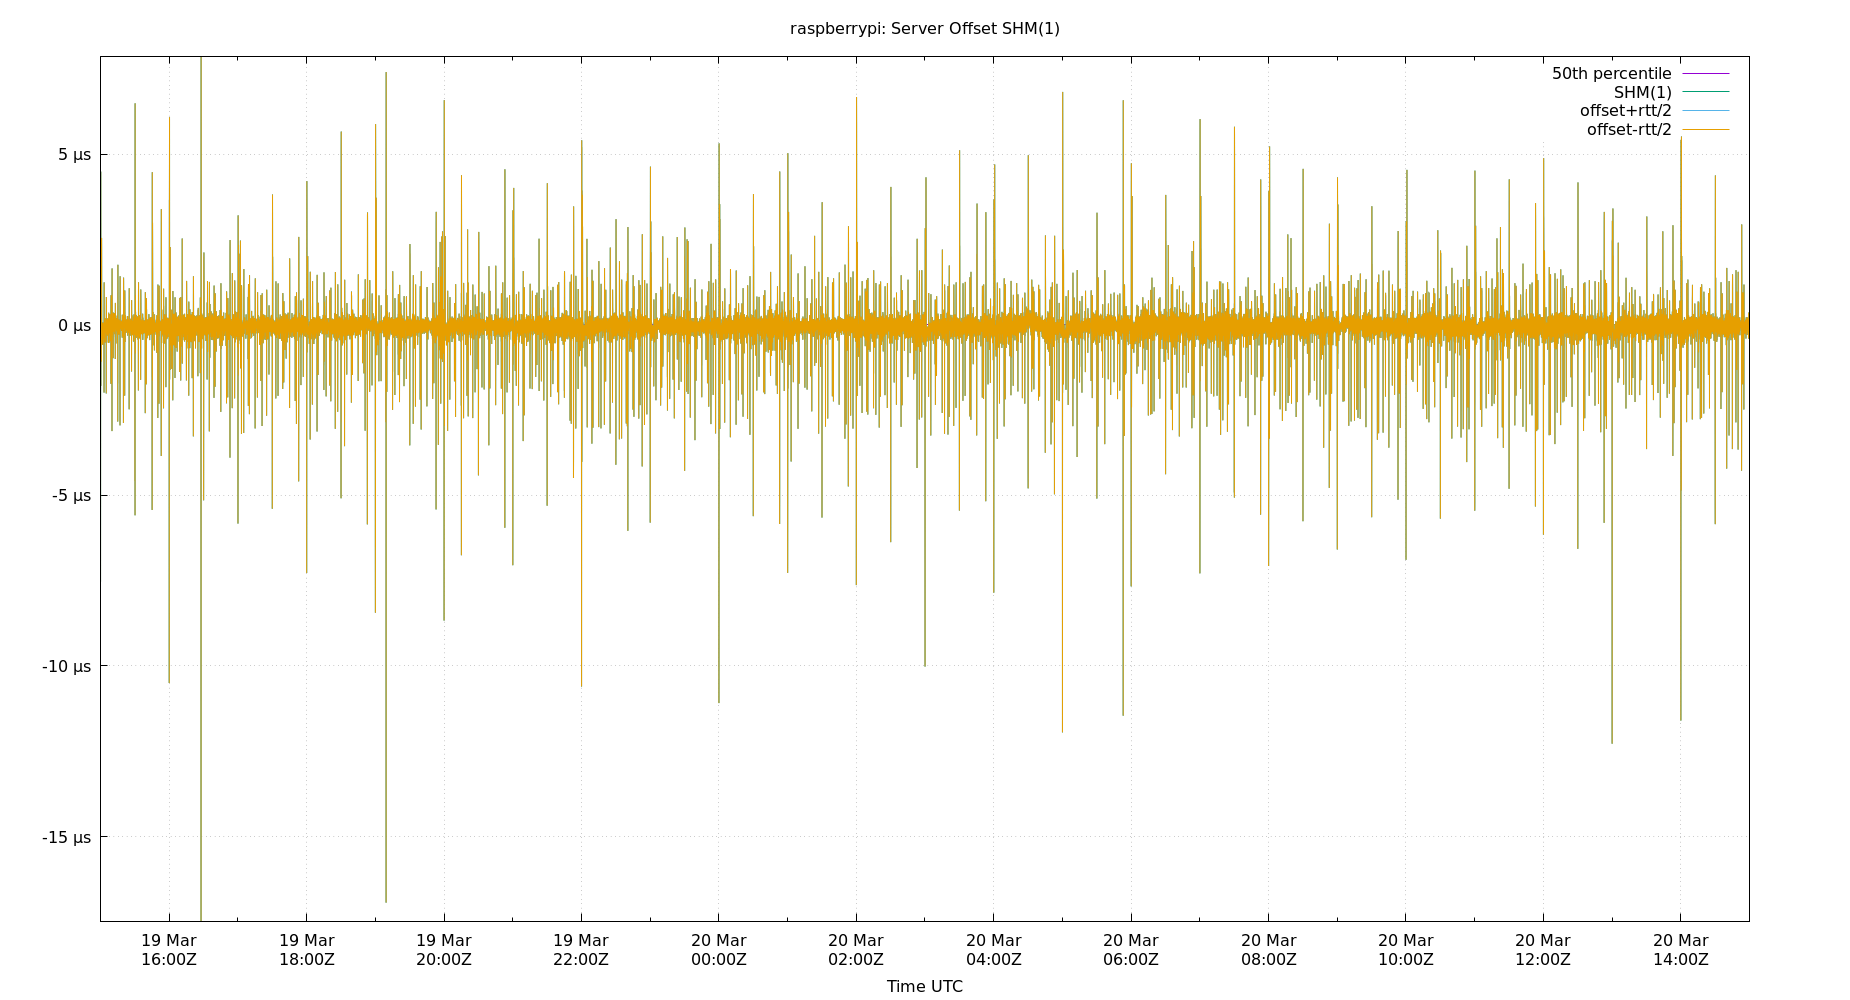 raspberrypi: Server Offset SHM(1)
50th percentile
SHM(1)
offset+rtt/2
offset-rtt/2
5 µs
0 µs
-5 µs
-10 µs
-15 µs
19 Mar 19 Mar 19 Mar 19 Mar 20 Mar 20 Mar 20 Mar 20 Mar 20 Mar 20 Mar 20 Mar 20 Mar
16:00Z 18:00Z 20:00Z 22:00Z 00:00Z 02:00Z 04:00Z 06:00Z 08:00Z 10:00Z 12:00Z 14:00Z
Time UTC